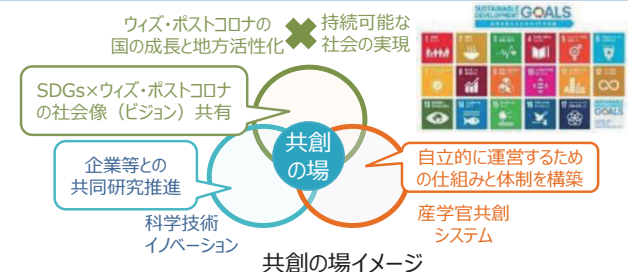 ウィズ・ポストコロナの
国の成長と地方活性化
持続可能な
社会の実現
SUSTAINABLE
DEVELOPMENT GOALS
SDGs×ウィズ・ポストコロナ
の社会像（ビジョン）共有
共創
の場
企業等との
共同研究推進
自立的に運営するため
の仕組みと体制を構築
科学技術
イノベーション
産学官共創
システム
共創の場イメージ